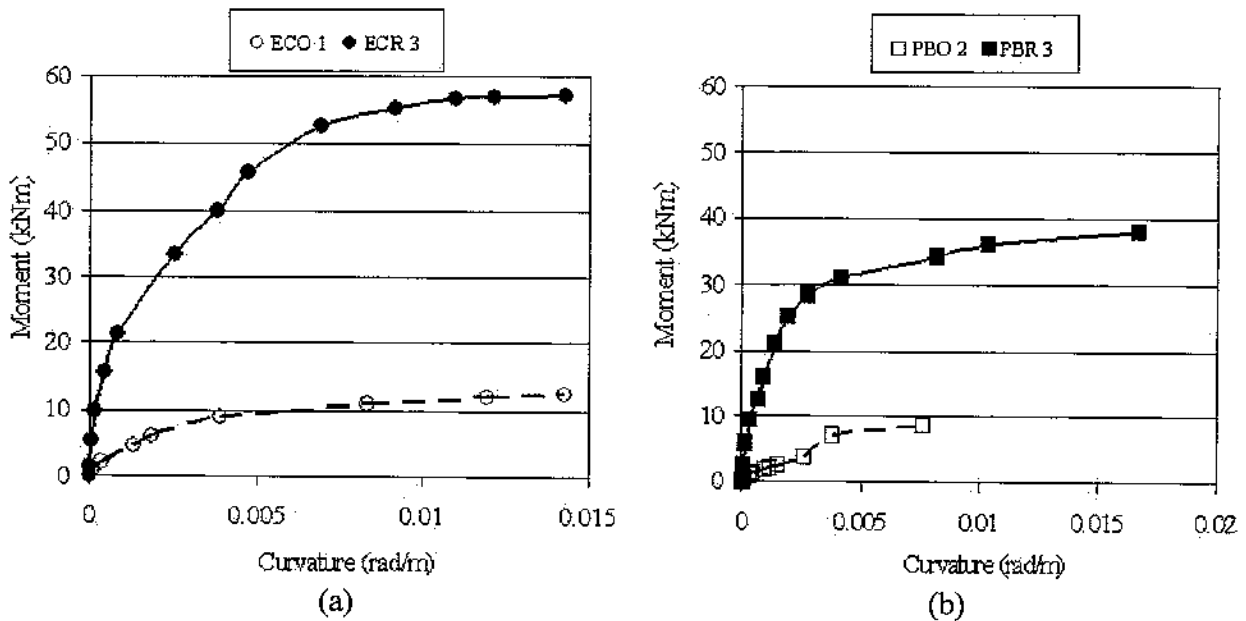 ECO 1 ECR 3
60
50
40
30
20
10
0
Moment (kNm)
0 0.005 0.01 0.015
Curvature (rad/m)
(a)
PBO 2 PBR 3
60
50
40
30
20
10
0
Moment (kNm)
0 0.005 0.01 0.015 0.02
Curvature (rad/m)
(b)